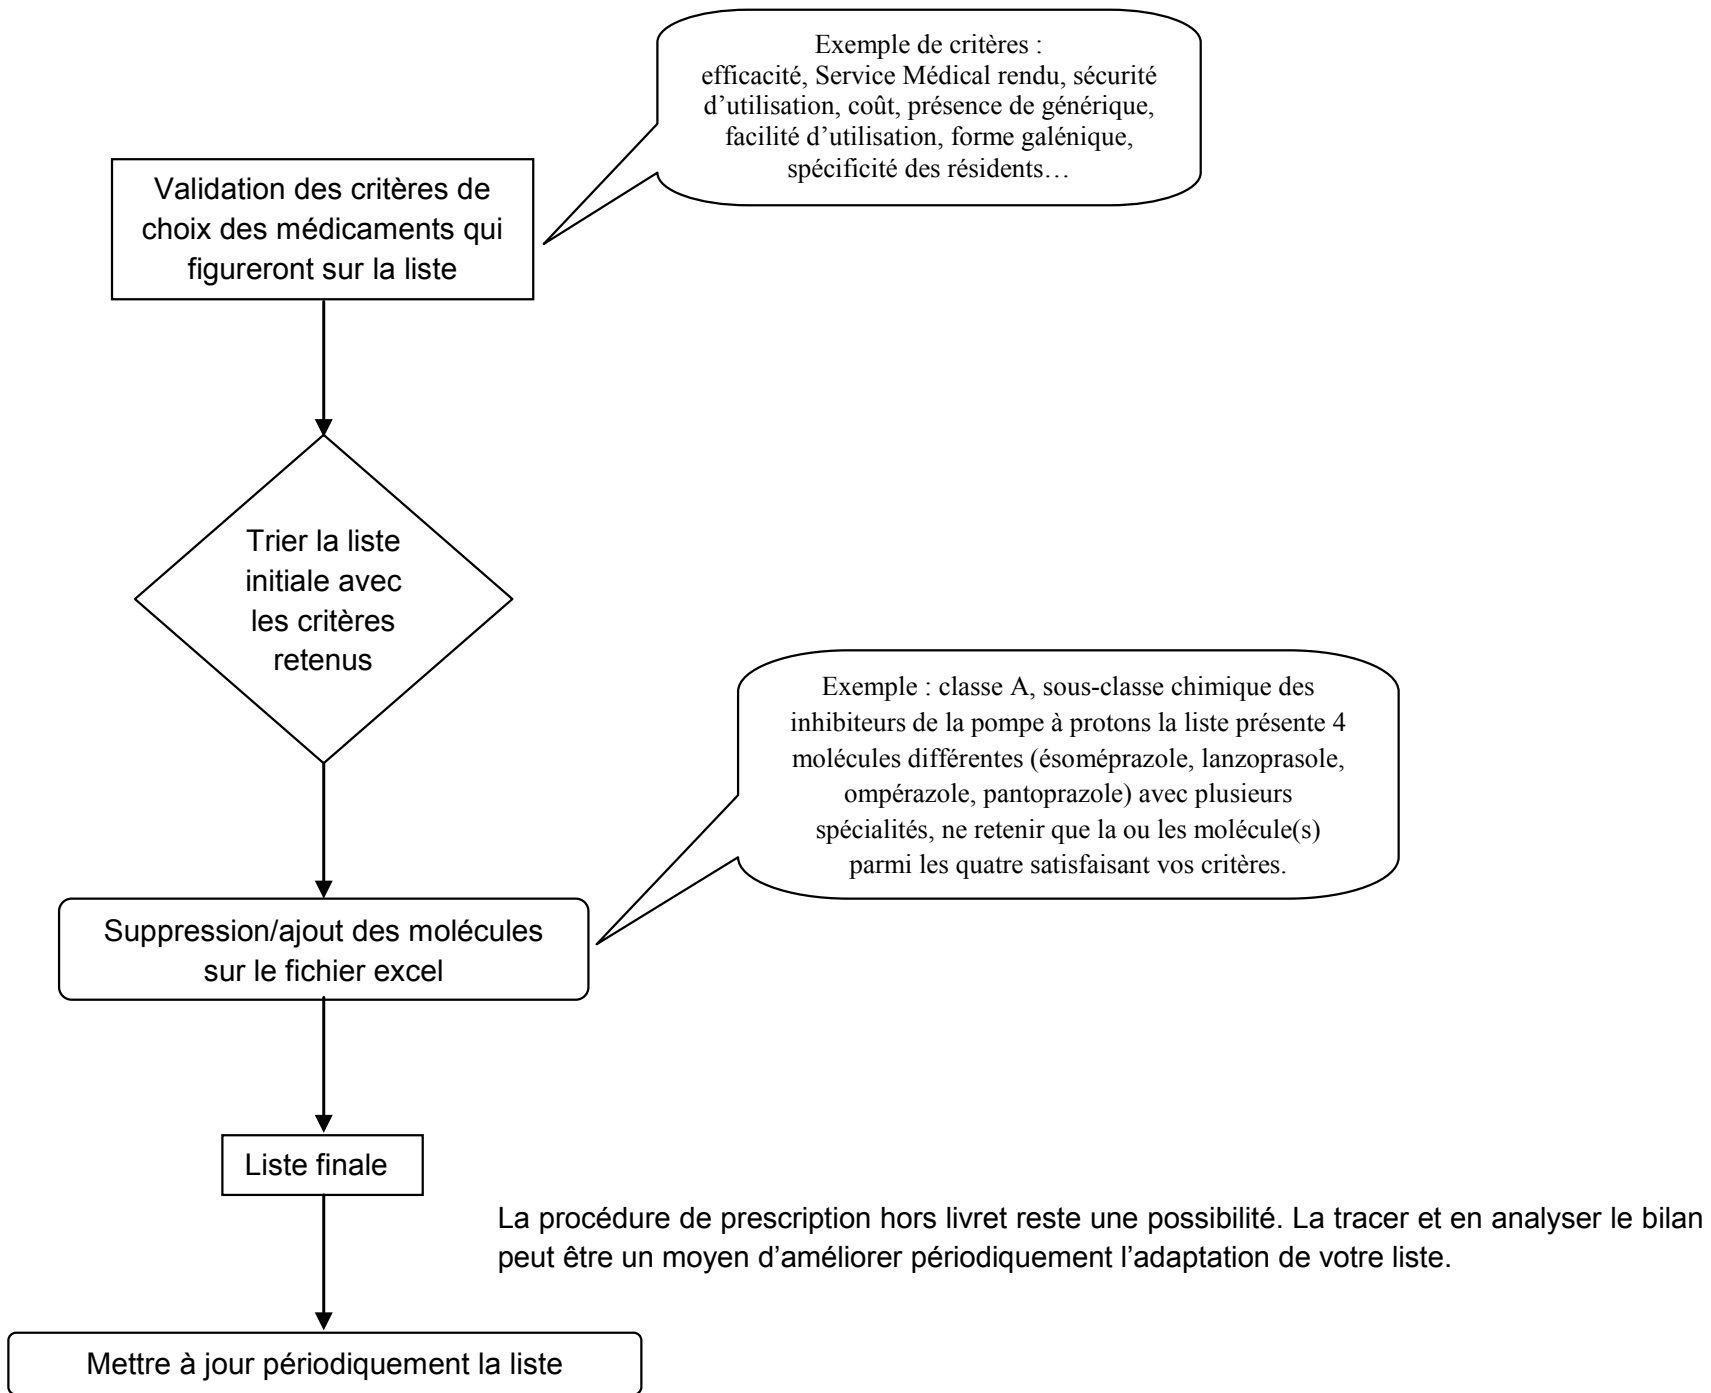 Exemple de critères :
efficacité, Service Médical rendu, sécurité
d’utilisation, coût, présence de générique,
facilité d’utilisation, forme galénique,
spécificité des résidents…
Validation des critères de
choix des médicaments qui
figureront sur la liste
Trier la liste
initiale avec
les critères
retenus
Exemple : classe A, sous-classe chimique des
inhibiteurs de la pompe à protons la liste présente 4
molécules différentes (ésoméprazole, lanzoprasole,
ompérazole, pantoprazole) avec plusieurs
spécialités, ne retenir que la ou les molécule(s)
parmi les quatre satisfaisant vos critères.
Suppression/ajout des molécules
sur le fichier excel
Liste finale
La procédure de prescription hors livret reste une possibilité. La tracer et en analyser le bilan
peut être un moyen d’améliorer périodiquement l’adaptation de votre liste.
Mettre à jour périodiquement la liste